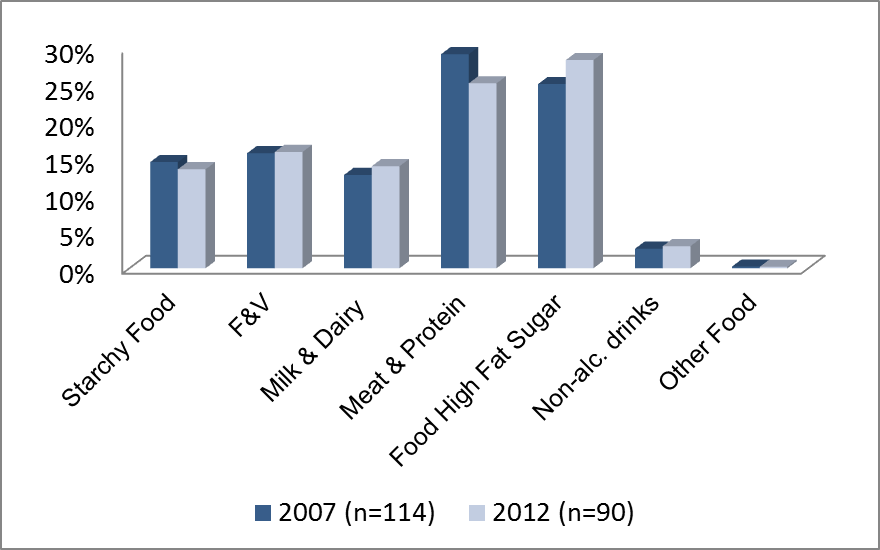 30%
25%
20%
15%
10%
5%
0%
Starchy Food
F&V
Milk & Dairy
Meat & Protein
Food High Fat Sugar
Non-alc. drinks
Other Food
2007 (n=114)
2012 (n=90)